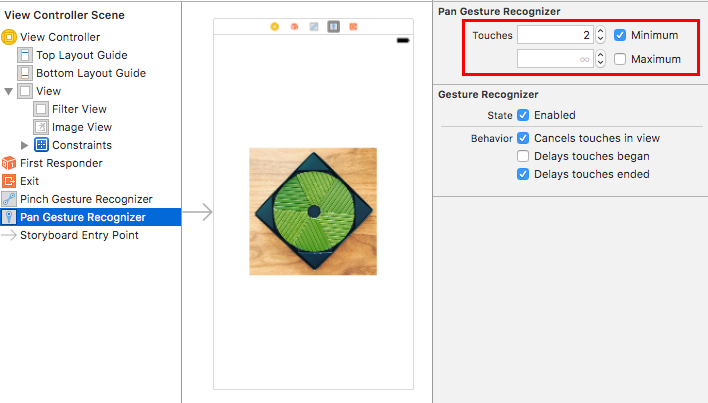 View Controller Scene
View Controller
Top Layout Guide
Bottom Layout Guide
View
Filter View
Image View
Constraints
First Responder
Exit
Pinch Gesture Recognizer
Pan Gesture Recognizer
Storyboard Entry Point
Pan Gesture Recognizer
Touches 2 Minimum
∞ Maximum
Gesture Recognizer
State Enabled
Behavior Cancels touches in view
Delays touches began
Delays touches ended